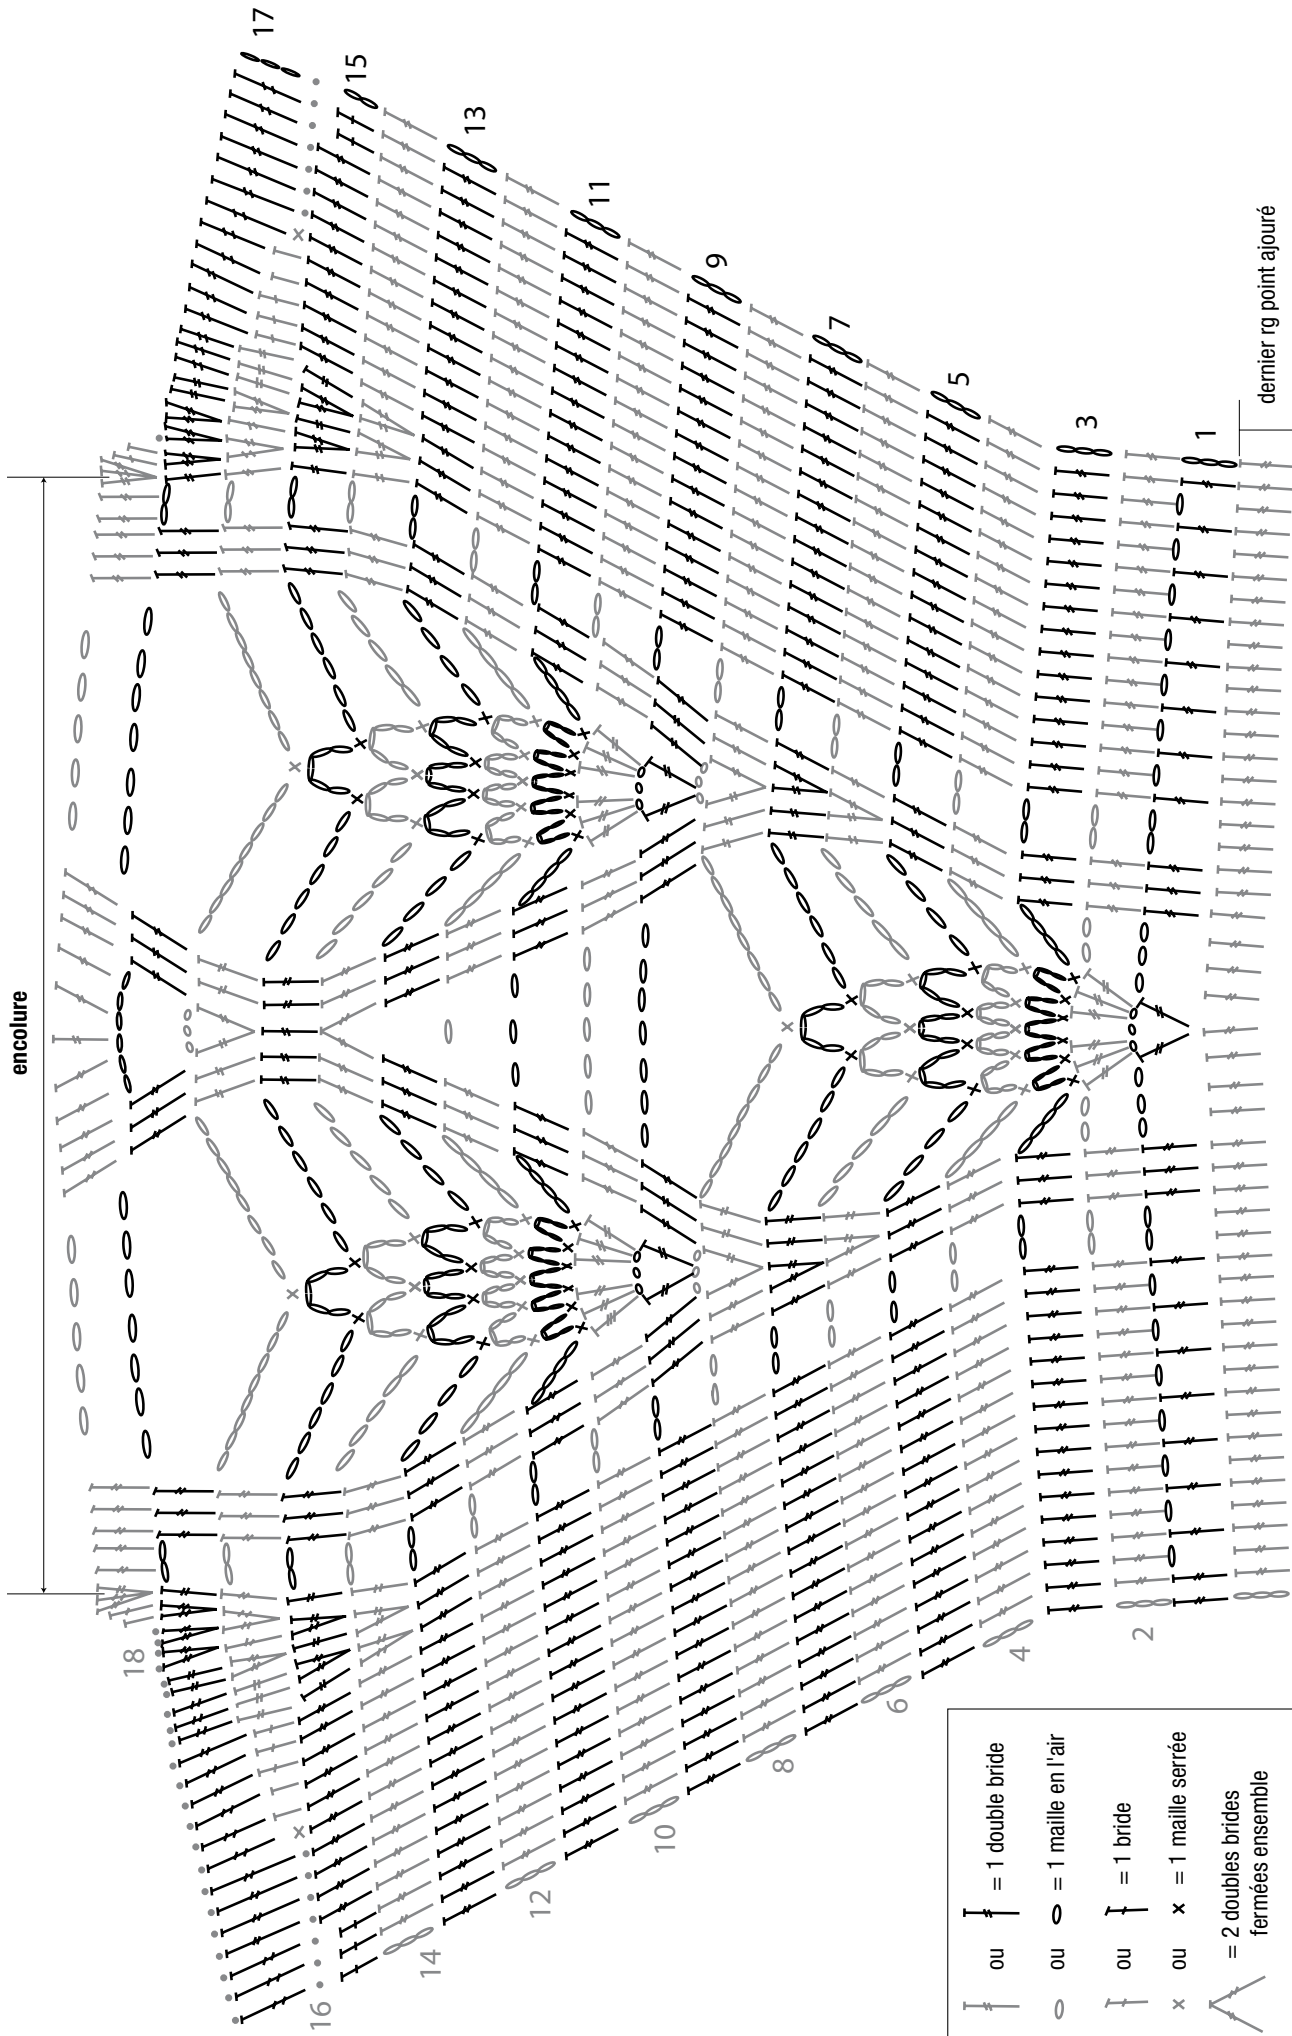 encolure
17
15
13
11
9
7
5
3
1
dernier rg point ajouré
18
16
14
12
10
8
6
4
2
ou = 1 double bride
ou = 1 maille en l'air
ou = 1 bride
ou = 1 maille serrée
= 2 doubles brides
fermées ensemble